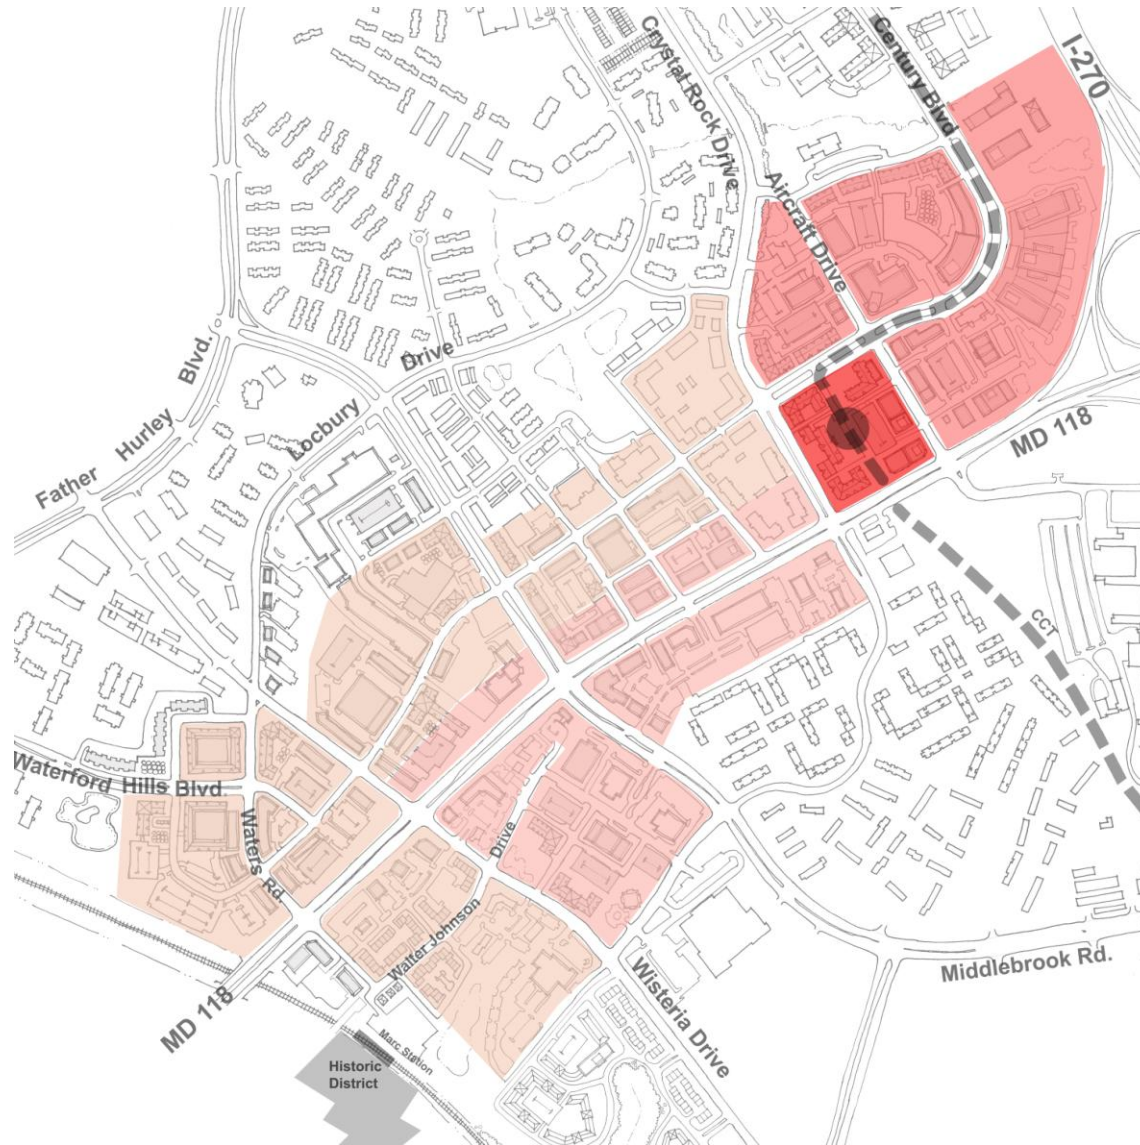 I-270
Century Blvd
Crystal Rock Drive
Aircraft Drive
Blvd.
Hurley
Father
Drive
Locbury
MD 118
CCT
Waterford Hills Blvd.
Waters Rd.
Drive
Walter Johnson
Middlebrook Rd.
Wisteria Drive
MD 118
Marc Station
Historic
District